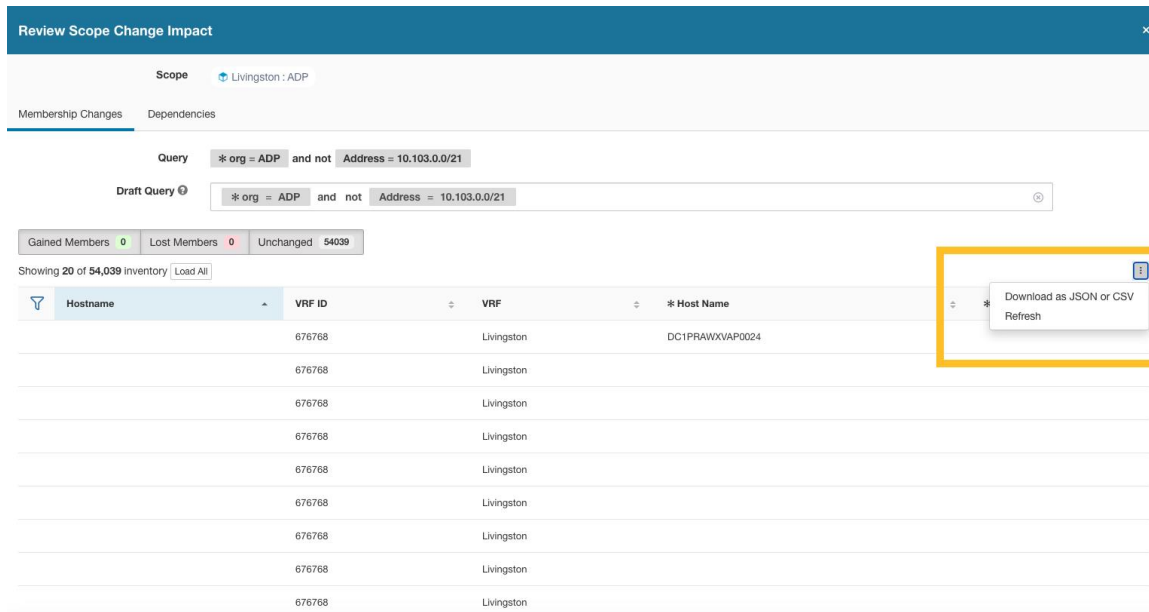 Review Scope Change Impact ×
Scope Livingston : ADP
Membership Changes Dependencies
Query * org = ADP and not Address = 10.103.0.0/21
Draft Query * org = ADP and not Address = 10.103.0.0/21
Gained Members 0 Lost Members 0 Unchanged 54039
Showing 20 of 54,039 inventory Load All
Hostname VRF ID VRF * Host Name *
Download as JSON or CSV
Refresh
676768 Livingston DC1PRAWXVAP0024
676768 Livingston
676768 Livingston
676768 Livingston
676768 Livingston
676768 Livingston
676768 Livingston
676768 Livingston
676768 Livingston